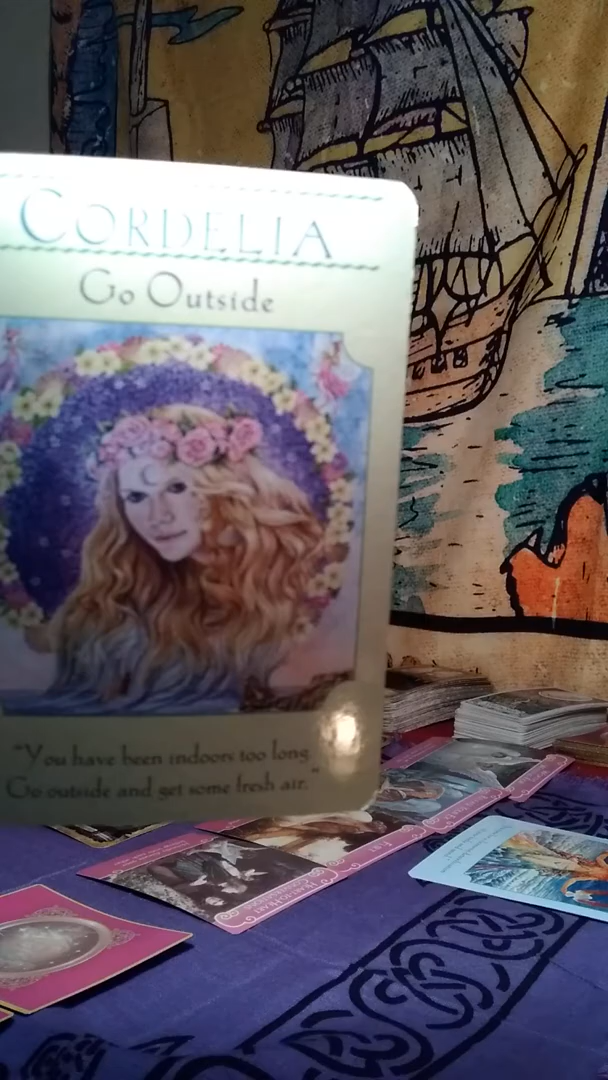 CORDELIA
Go Outside
"You have been indoors too long.
Go outside and get some fresh air."